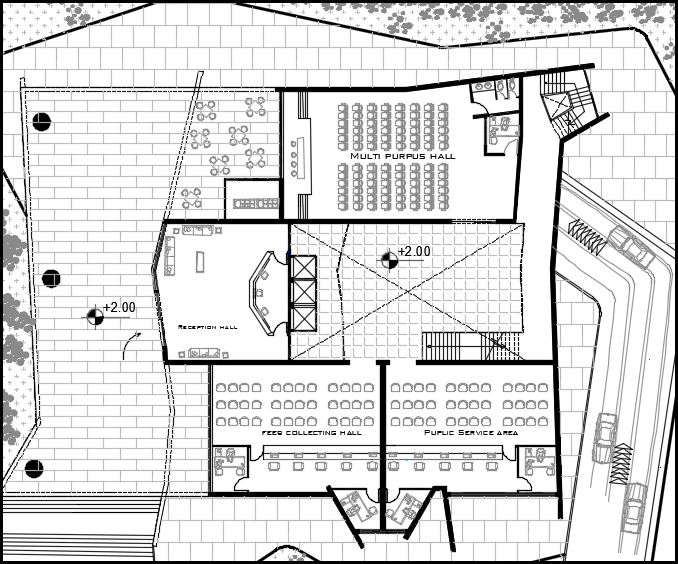 Multi purpus hall
+2.00
+2.00
Reception hall
fees collecting hall
Puplic Service area